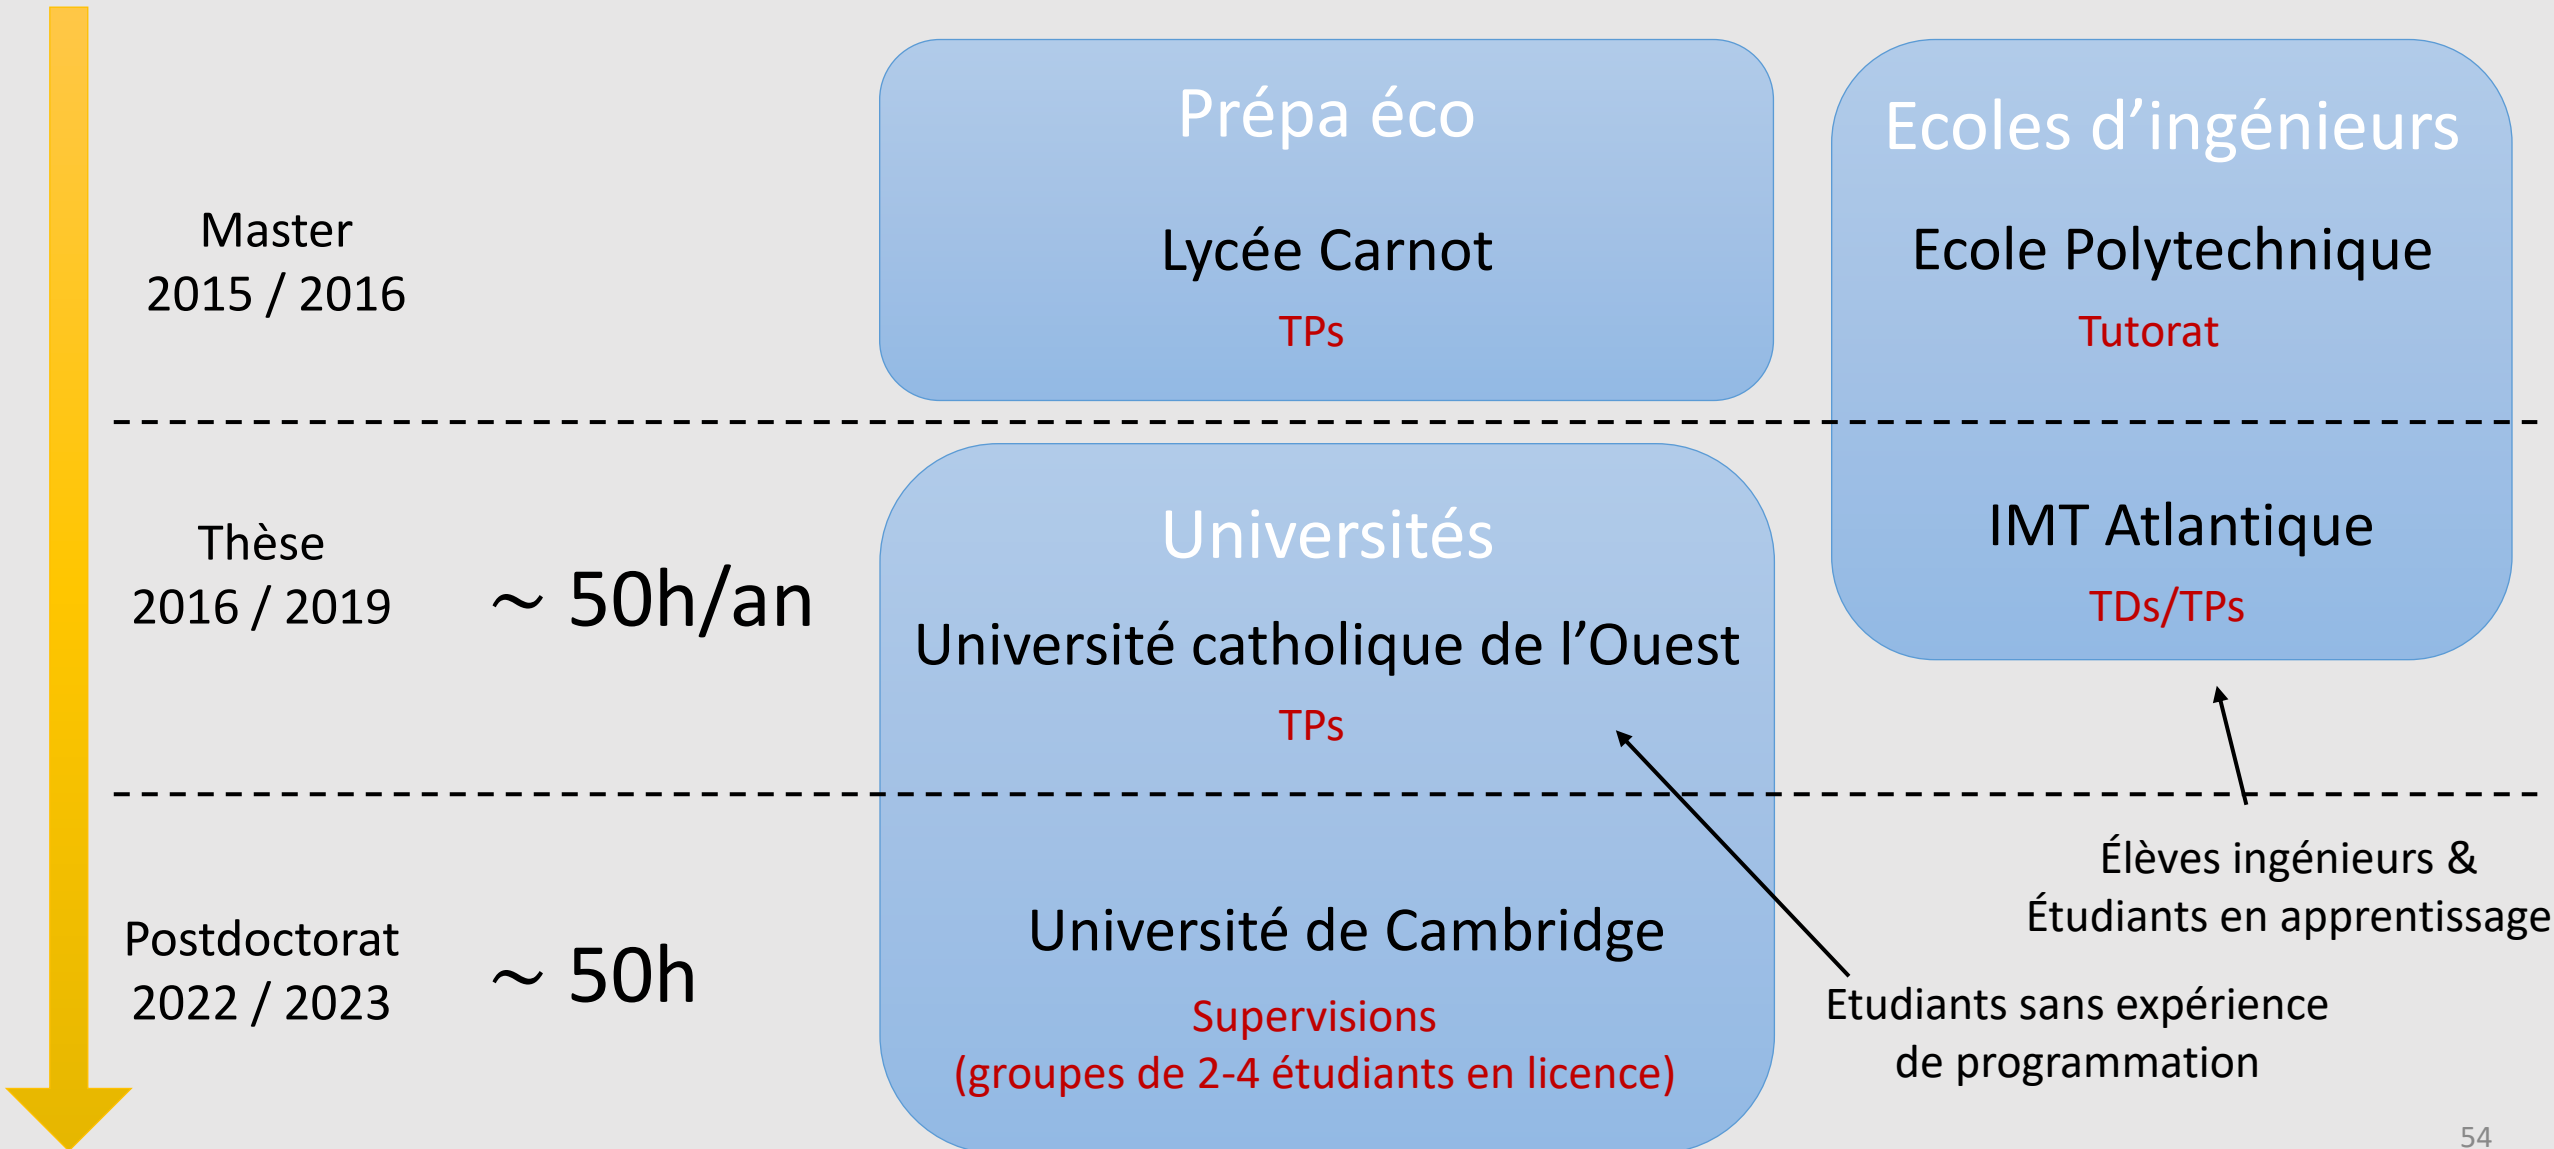 Prépa éco
Ecoles d’ingénieurs
Master
2015 / 2016
Lycée Carnot
TPs
Ecole Polytechnique
Tutorat
Thèse
2016 / 2019
~ 50h/an
Universités
Université catholique de l’Ouest
TPs
IMT Atlantique
TDs/TPs
Élèves ingénieurs &
Étudiants en apprentissage
Postdoctorat
2022 / 2023
~ 50h
Université de Cambridge
Supervisions
(groupes de 2-4 étudiants en licence)
Etudiants sans expérience
de programmation
54